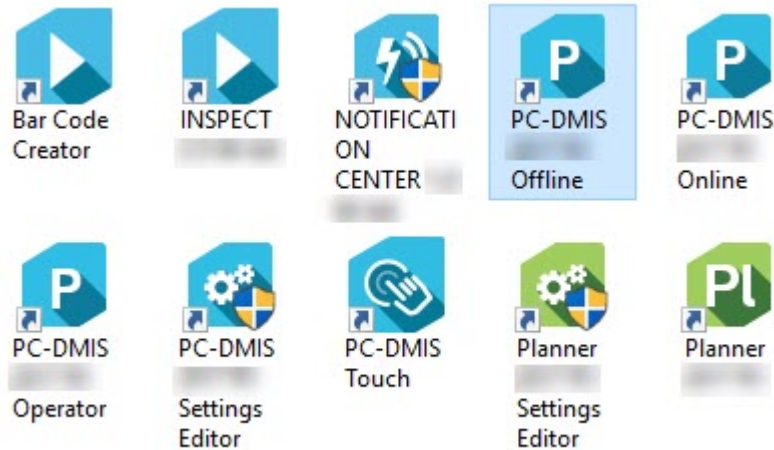 P
P
Bar Code
Creator
INSPECT
NOTIFICATI
ON
CENTER
PC-DMIS
Offline
PC-DMIS
Online
P
Pl
PC-DMIS
Operator
PC-DMIS
Settings
Editor
PC-DMIS
Touch
Planner
Settings
Editor
Planner